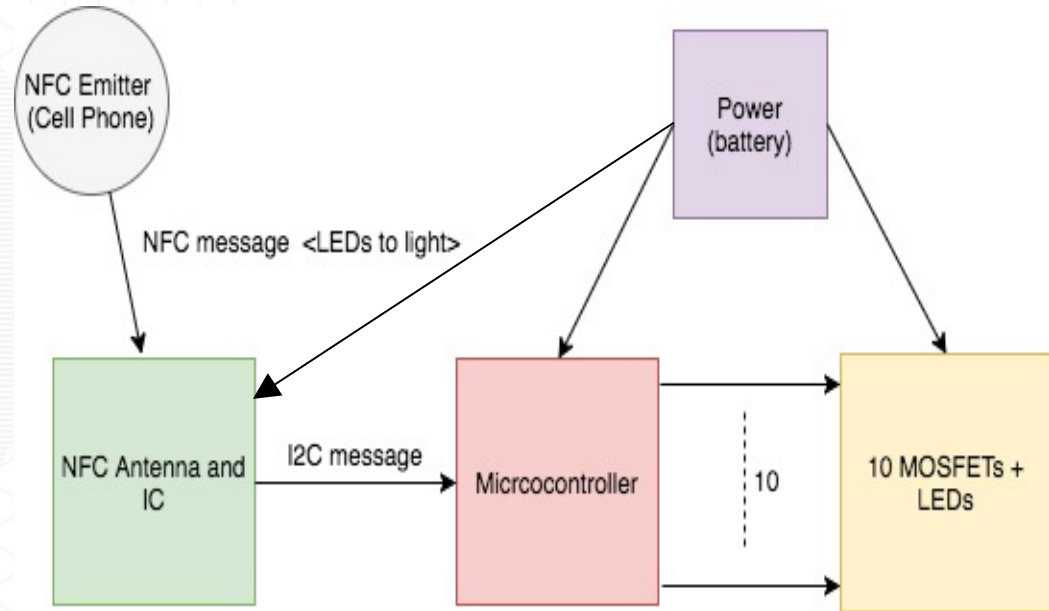 NFC Emitter
(Cell Phone)
Power
(battery)
NFC message <LEDs to light>
NFC Antenna and
IC
I2C message
Micrcocontroller
10
10 MOSFETs +
LEDs